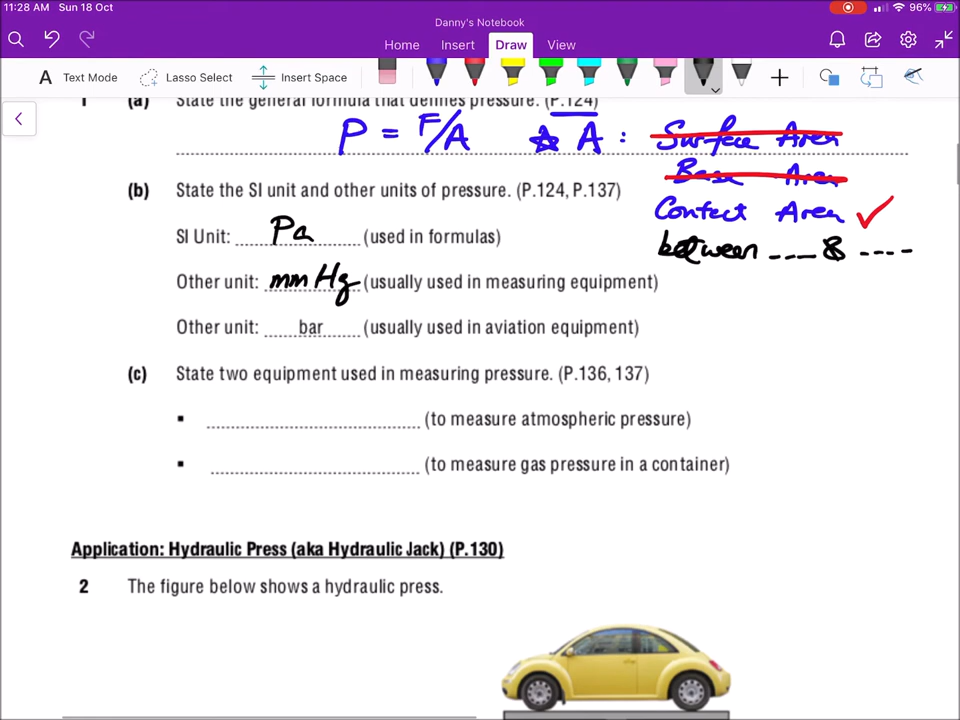 11:28 AM Sun 18 Oct
96%
Danny's Notebook
Home Insert Draw View
Text Mode Lasso Select Insert Space
1 (a) State the general formula that defines pressure. (P.124)
P = F/A ☆ A : Surface Area
Base Area
(b) State the SI unit and other units of pressure. (P.124, P.137)
Contact Area ✓
SI Unit: Pa (used in formulas)
between ---- & ----
Other unit: mmHg (usually used in measuring equipment)
Other unit: bar (usually used in aviation equipment)
(c) State two equipment used in measuring pressure. (P.136, 137)
▪ (to measure atmospheric pressure)
▪ (to measure gas pressure in a container)
Application: Hydraulic Press (aka Hydraulic Jack) (P.130)
2 The figure below shows a hydraulic press.